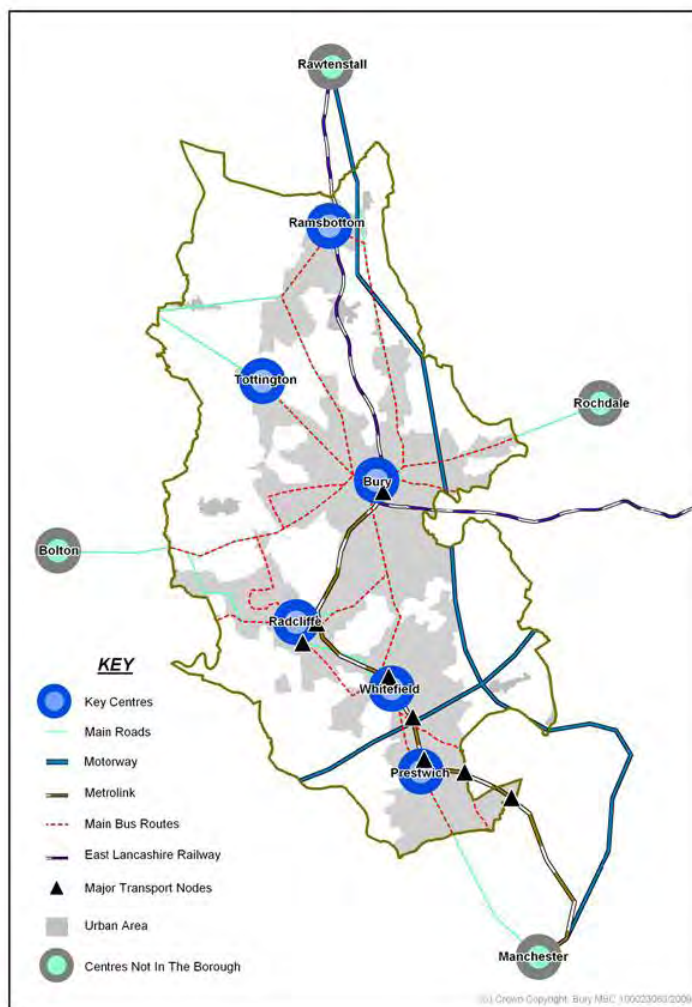 Rawtenstall
Ramsbottom
Tottington
Rochdale
Bury
Bolton
Radcliffe
Whitefield
Prestwich
Manchester
KEY
Key Centres
Main Roads
Motorway
Metrolink
Main Bus Routes
East Lancashire Railway
Major Transport Nodes
Urban Area
Centres Not In The Borough
(c) Crown Copyright. Bury MBC